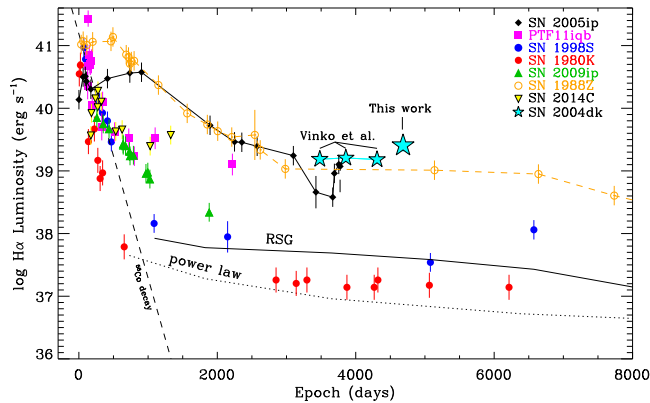 SN 2005ip
PTF11iqb
SN 1998S
SN 1980K
SN 2009ip
SN 1988Z
SN 2014C
SN 2004dk
This work
Vinko et al.
RSG
power law
⁵⁶Co decay
log Hα Luminosity (erg s⁻¹)
41
40
39
38
37
36
0 2000 4000 6000 8000
Epoch (days)